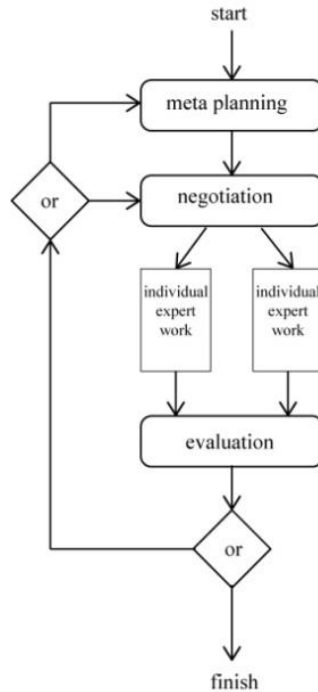 start
meta planning
or
negotiation
individual
expert
work
individual
expert
work
evaluation
or
finish